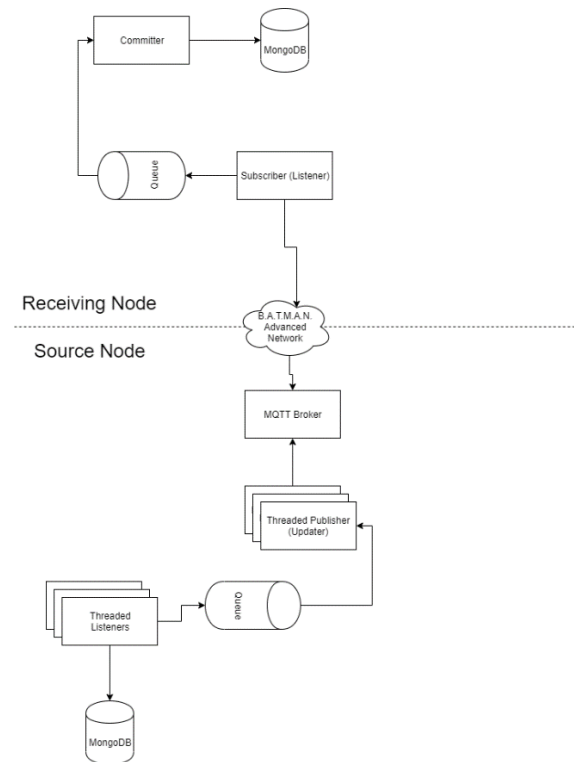 Committer
MongoDB
Queue
Subscriber (Listener)
Receiving Node
B.A.T.M.A.N.
Advanced
Network
Source Node
MQTT Broker
Threaded Publisher
(Updater)
Threaded
Listeners
Queue
MongoDB